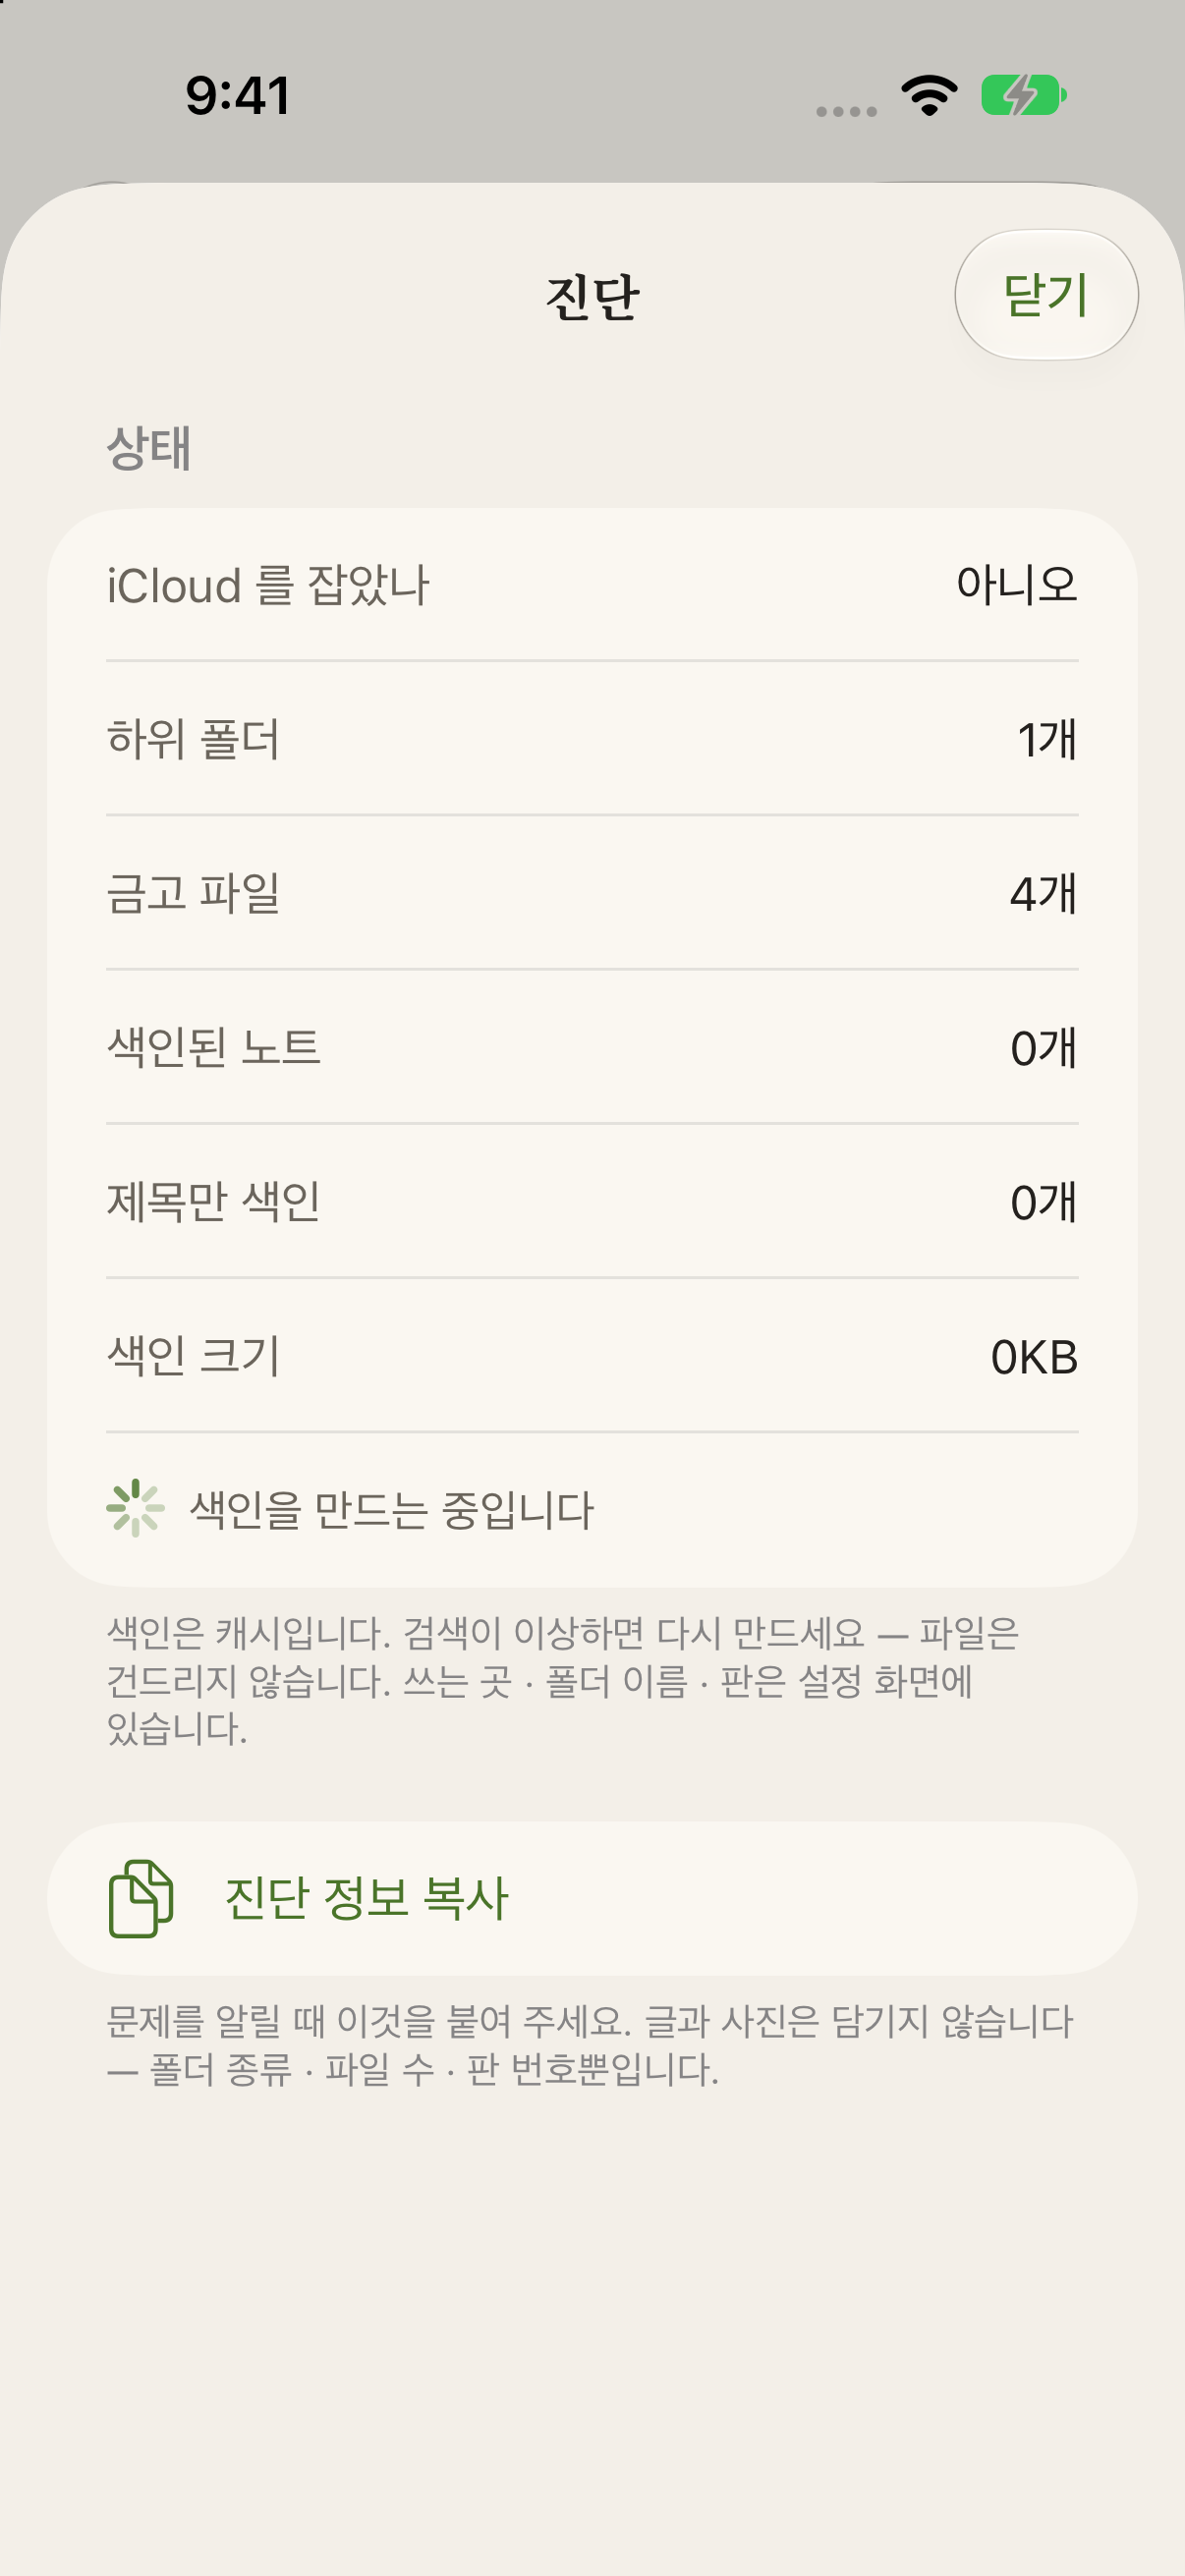 9:41
진단
닫기
상태
iCloud 를 잡았나
아니오
하위 폴더
1개
금고 파일
4개
색인된 노트
0개
제목만 색인
0개
색인 크기
0KB
색인을 만드는 중입니다
색인은 캐시입니다. 검색이 이상하면 다시 만드세요 — 파일은
건드리지 않습니다. 쓰는 곳 · 폴더 이름 · 판은 설정 화면에
있습니다.
진단 정보 복사
문제를 알릴 때 이것을 붙여 주세요. 글과 사진은 담기지 않습니다
— 폴더 종류 · 파일 수 · 판 번호뿐입니다.